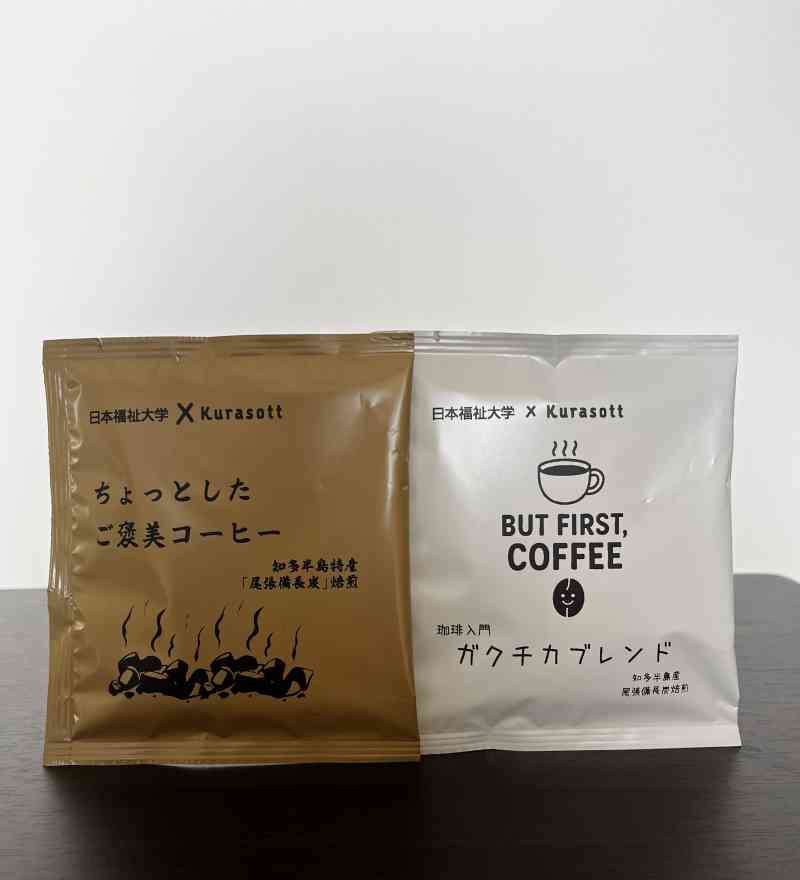 日本福祉大学 X Kurasott
ちょっとした
ご褒美コーヒー
知多半島特産
「尾張備長炭」焙煎
日本福祉大学 × Kurasott
BUT FIRST,
COFFEE
珈琲入門
ガクチカブレンド
知多半島産
尾張備長炭焙煎